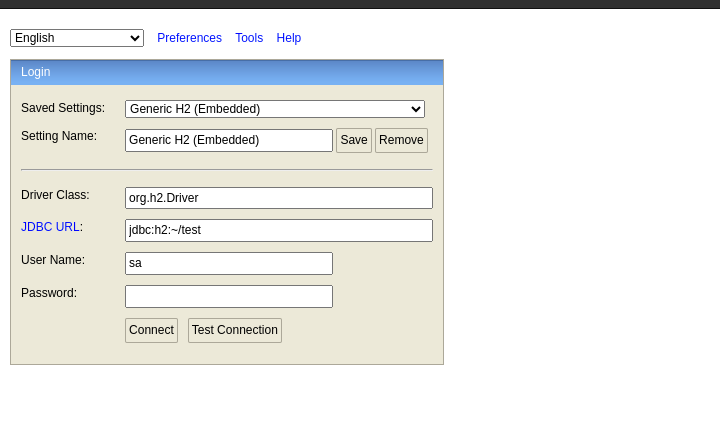 English Preferences Tools Help
Login
Saved Settings: Generic H2 (Embedded)
Setting Name: Generic H2 (Embedded) Save Remove
Driver Class: org.h2.Driver
JDBC URL: jdbc:h2:~/test
User Name: sa
Password:
Connect Test Connection